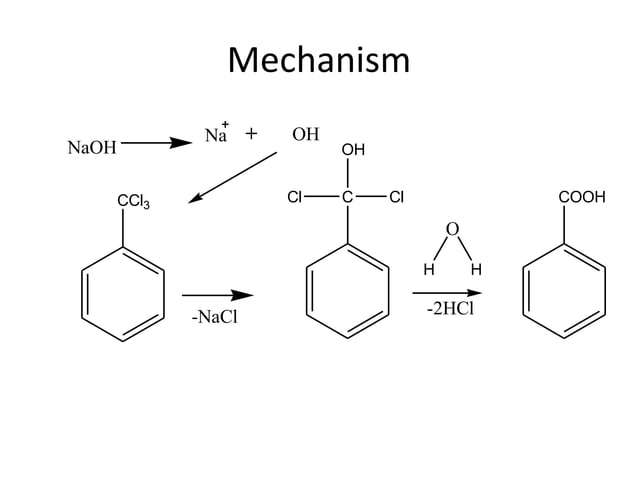 Mechanism
NaOH Na⁺ + OH
CCl₃
OH
Cl C Cl
COOH
O
H H
-NaCl
-2HCl